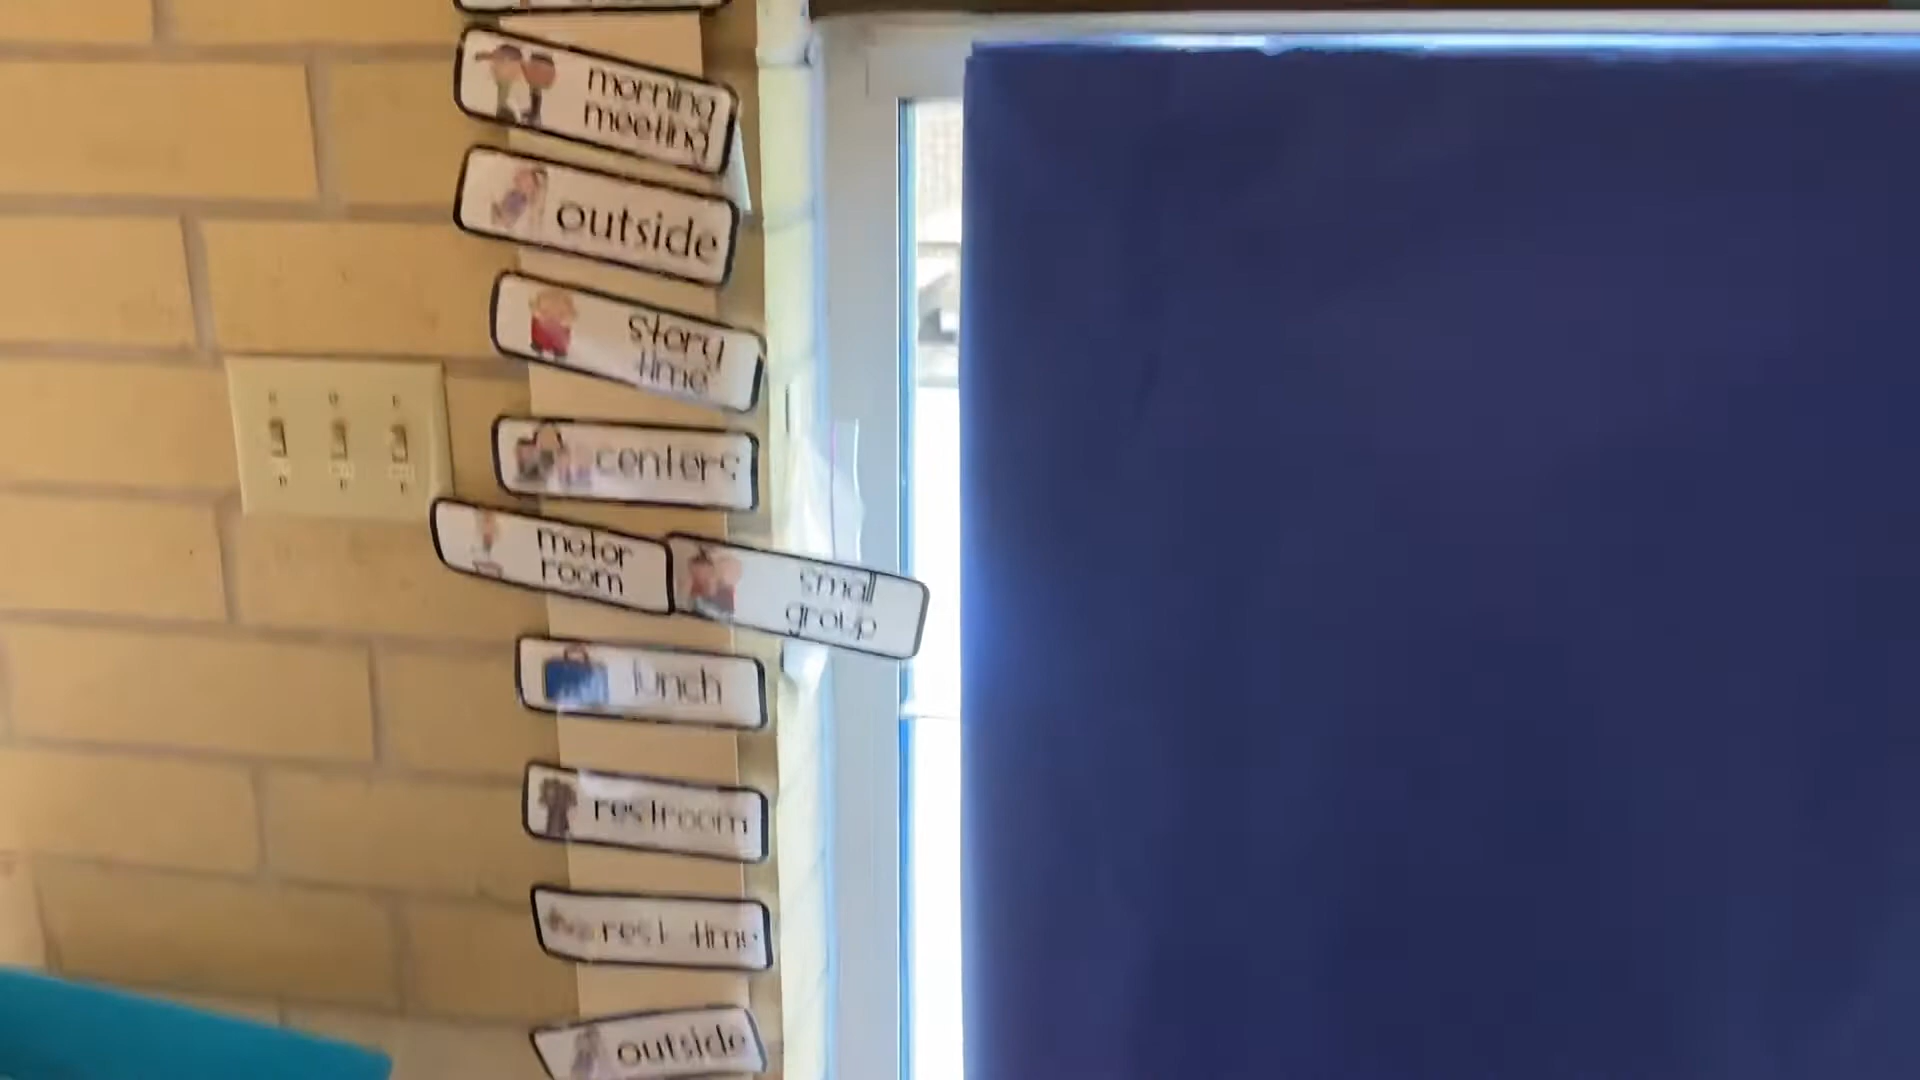 morning
meeting
outside
story
time
centers
motor
room
small
group
lunch
restroom
rest time
outside